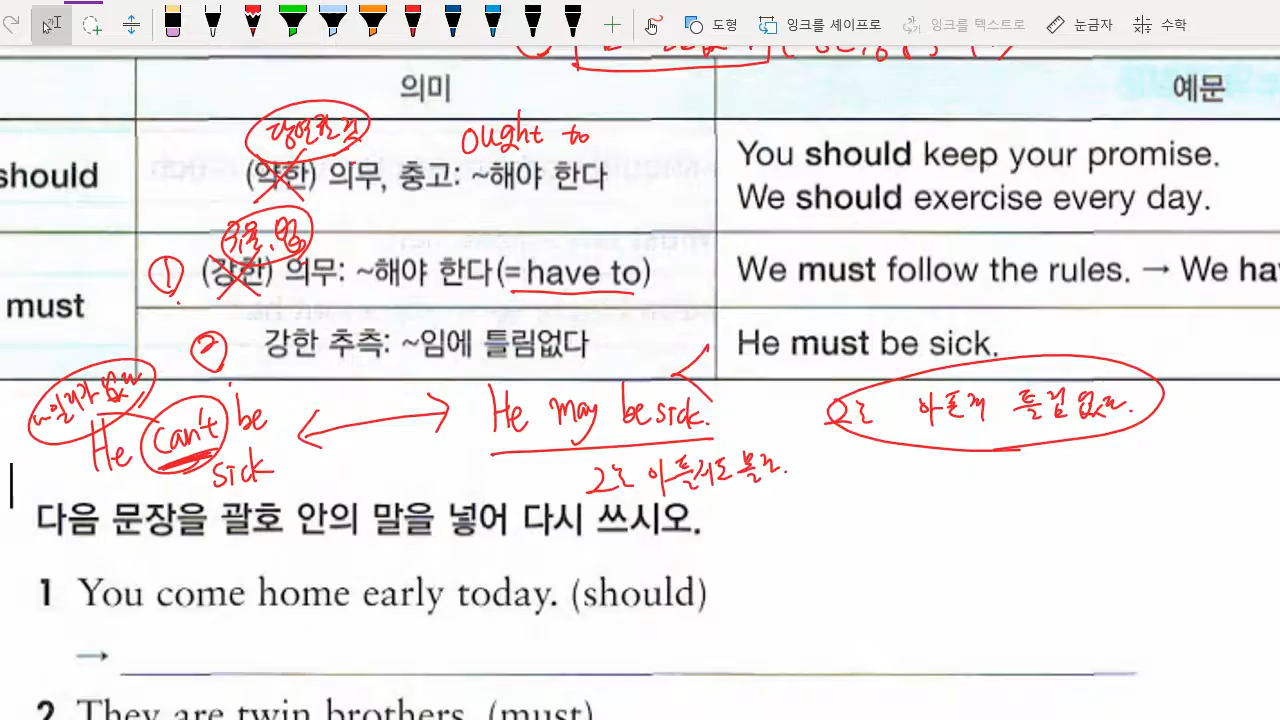 도형 잉크를 셰이프로 잉크를 텍스트로 눈금자 수학
의미 예문
ought to
should (약한) 의무, 충고: ~해야 한다 You should keep your promise.
We should exercise every day.
① (강한) 의무: ~해야 한다(=have to) We must follow the rules. → We ha
must
② 강한 추측: ~임에 틀림없다 He must be sick.
~일리가 없다
He can't be sick
He may be sick.
그는 아플지도 몰라.
그는 아픈게 틀림없다.
다음 문장을 괄호 안의 말을 넣어 다시 쓰시오.
1 You come home early today. (should)
→
2 They are twin brothers. (must)